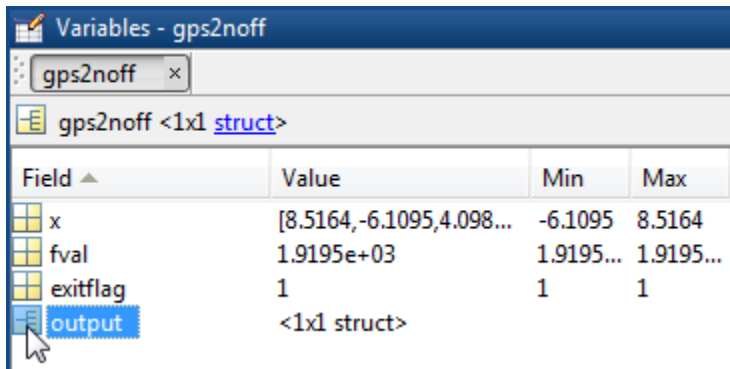 Variables - gps2noff
gps2noff ×
gps2noff <1x1 struct>
Field Value Min Max
x [8.5164,-6.1095,4.098... -6.1095 8.5164
fval 1.9195e+03 1.9195... 1.9195...
exitflag 1 1 1
output <1x1 struct>